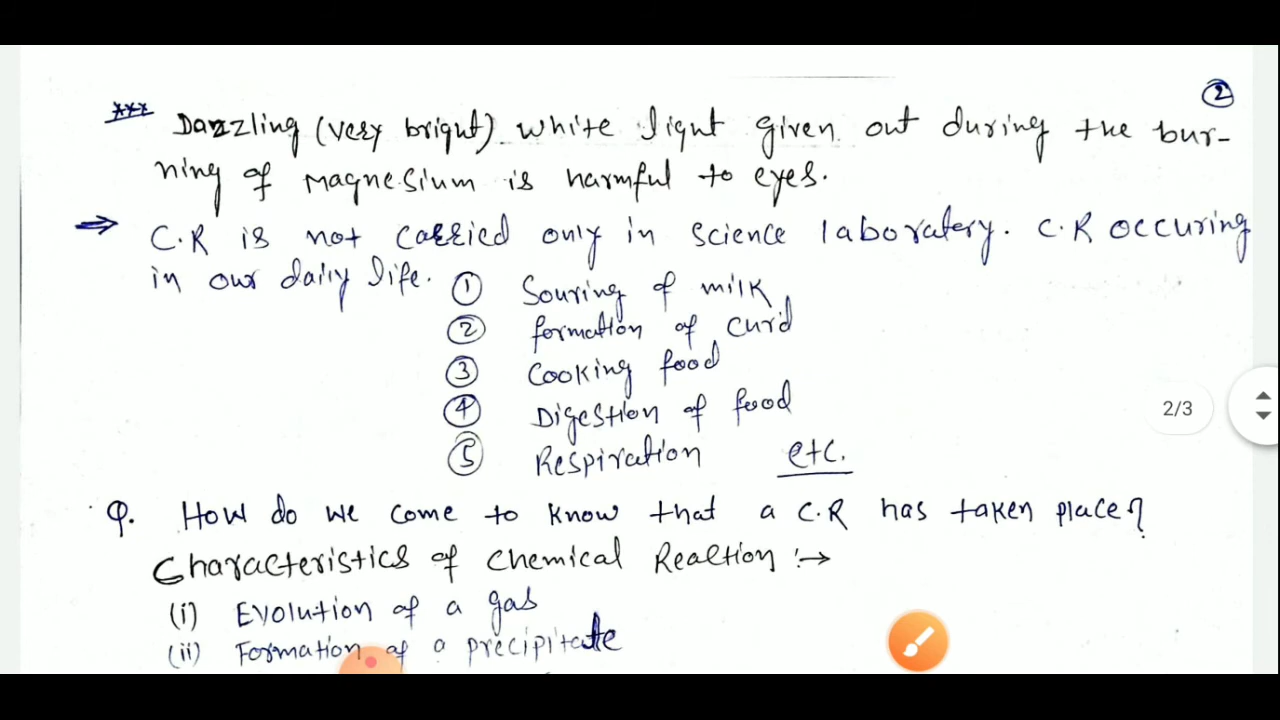 ②
*** Dazzling (very bright) white light given out during the bur-
ning of Magnesium is harmful to eyes.
⇒ C.R is not carried only in science laboratery. C.R occuring
in our daily life. ① Souring of milk
② formation of curd
③ Cooking food
④ Digestion of food
⑤ Respiration etc.
2/3
Q. How do we come to know that a C.R has taken place?
Characteristics of Chemical Reaction :→
(i) Evolution of a gas
(ii) Formation of a precipitate